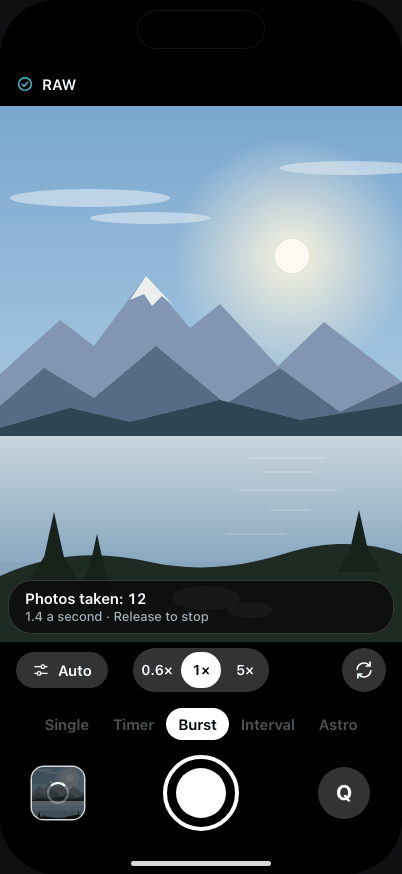 RAW
Photos taken: 12
1.4 a second · Release to stop
Auto
0.6× 1× 5×
Single Timer Burst Interval Astro
Q